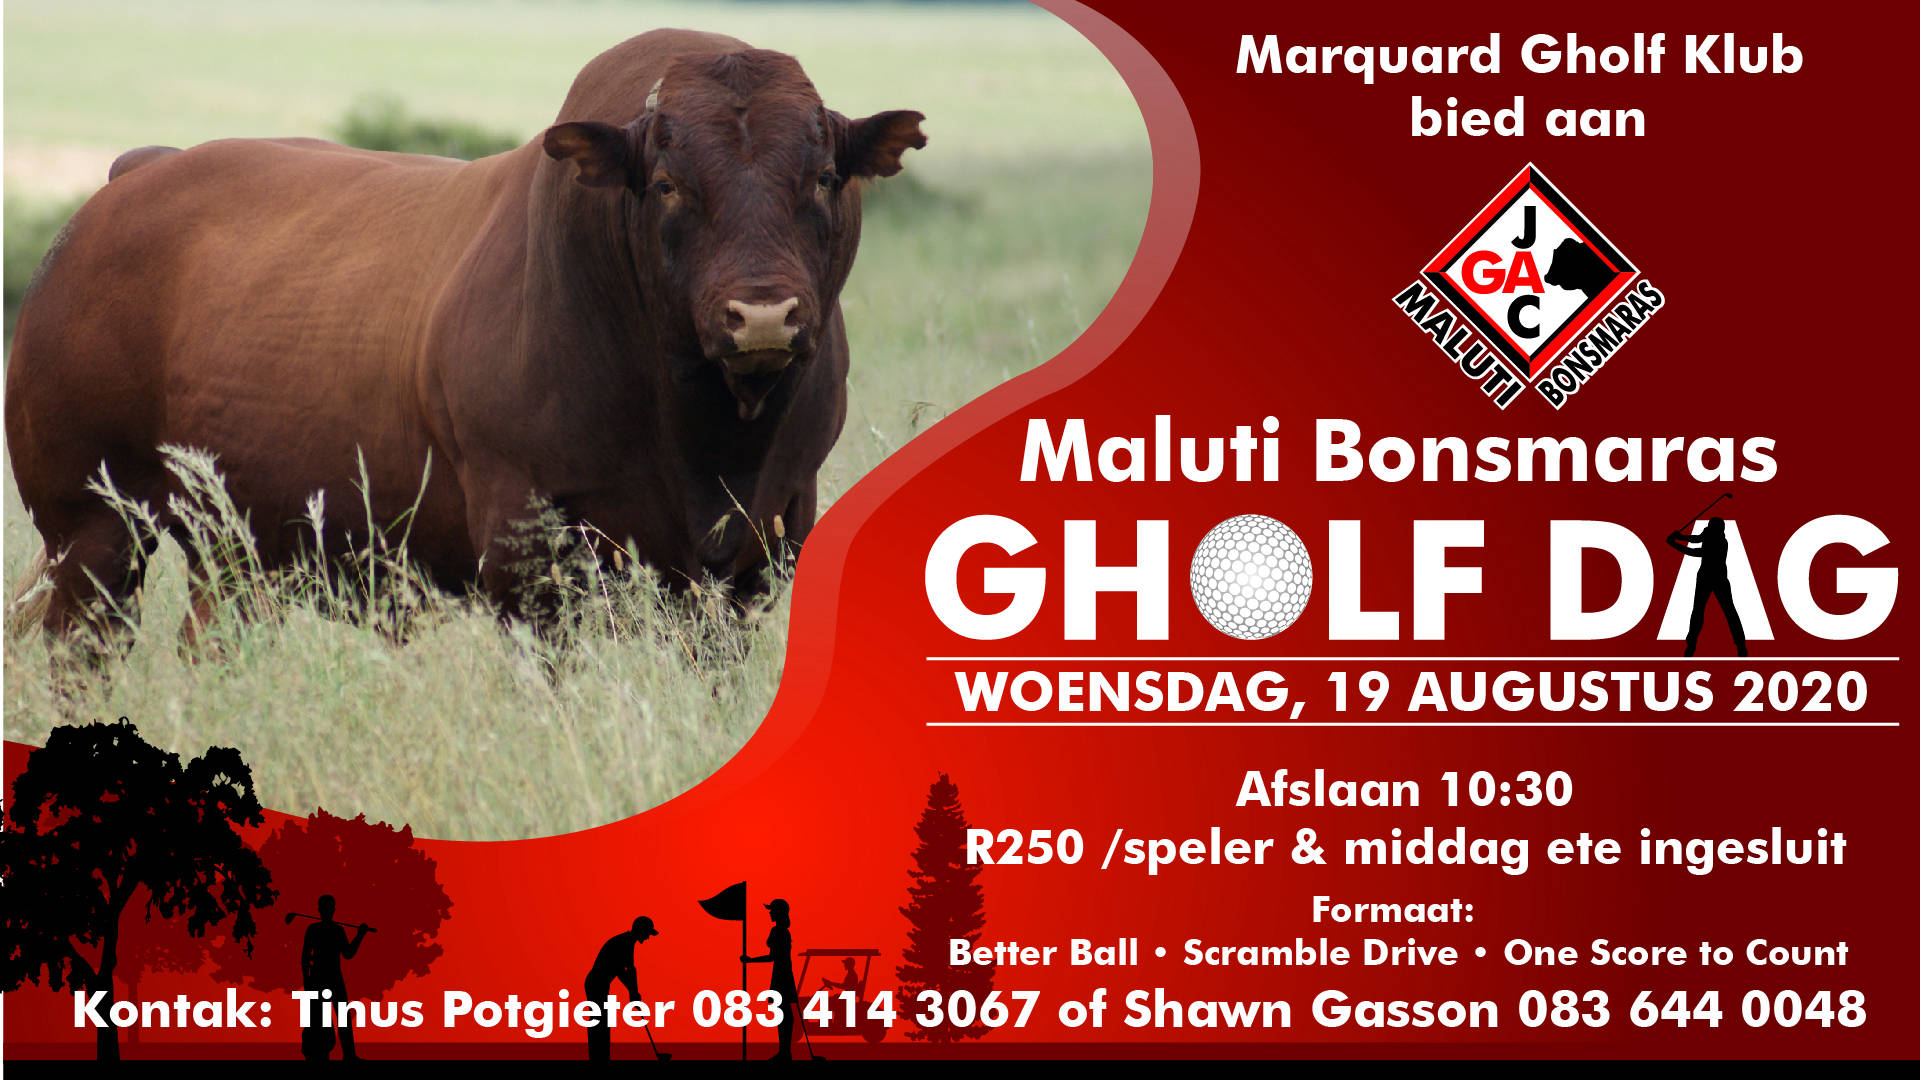 Marquard Gholf Klub
bied aan
J
GA
C
MALUTI BONSMARAS
Maluti Bonsmaras
GHOLF DAG
WOENSDAG, 19 AUGUSTUS 2020
Afslaan 10:30
R250 /speler & middag ete ingesluit
Formaat:
Better Ball • Scramble Drive • One Score to Count
Kontak: Tinus Potgieter 083 414 3067 of Shawn Gasson 083 644 0048